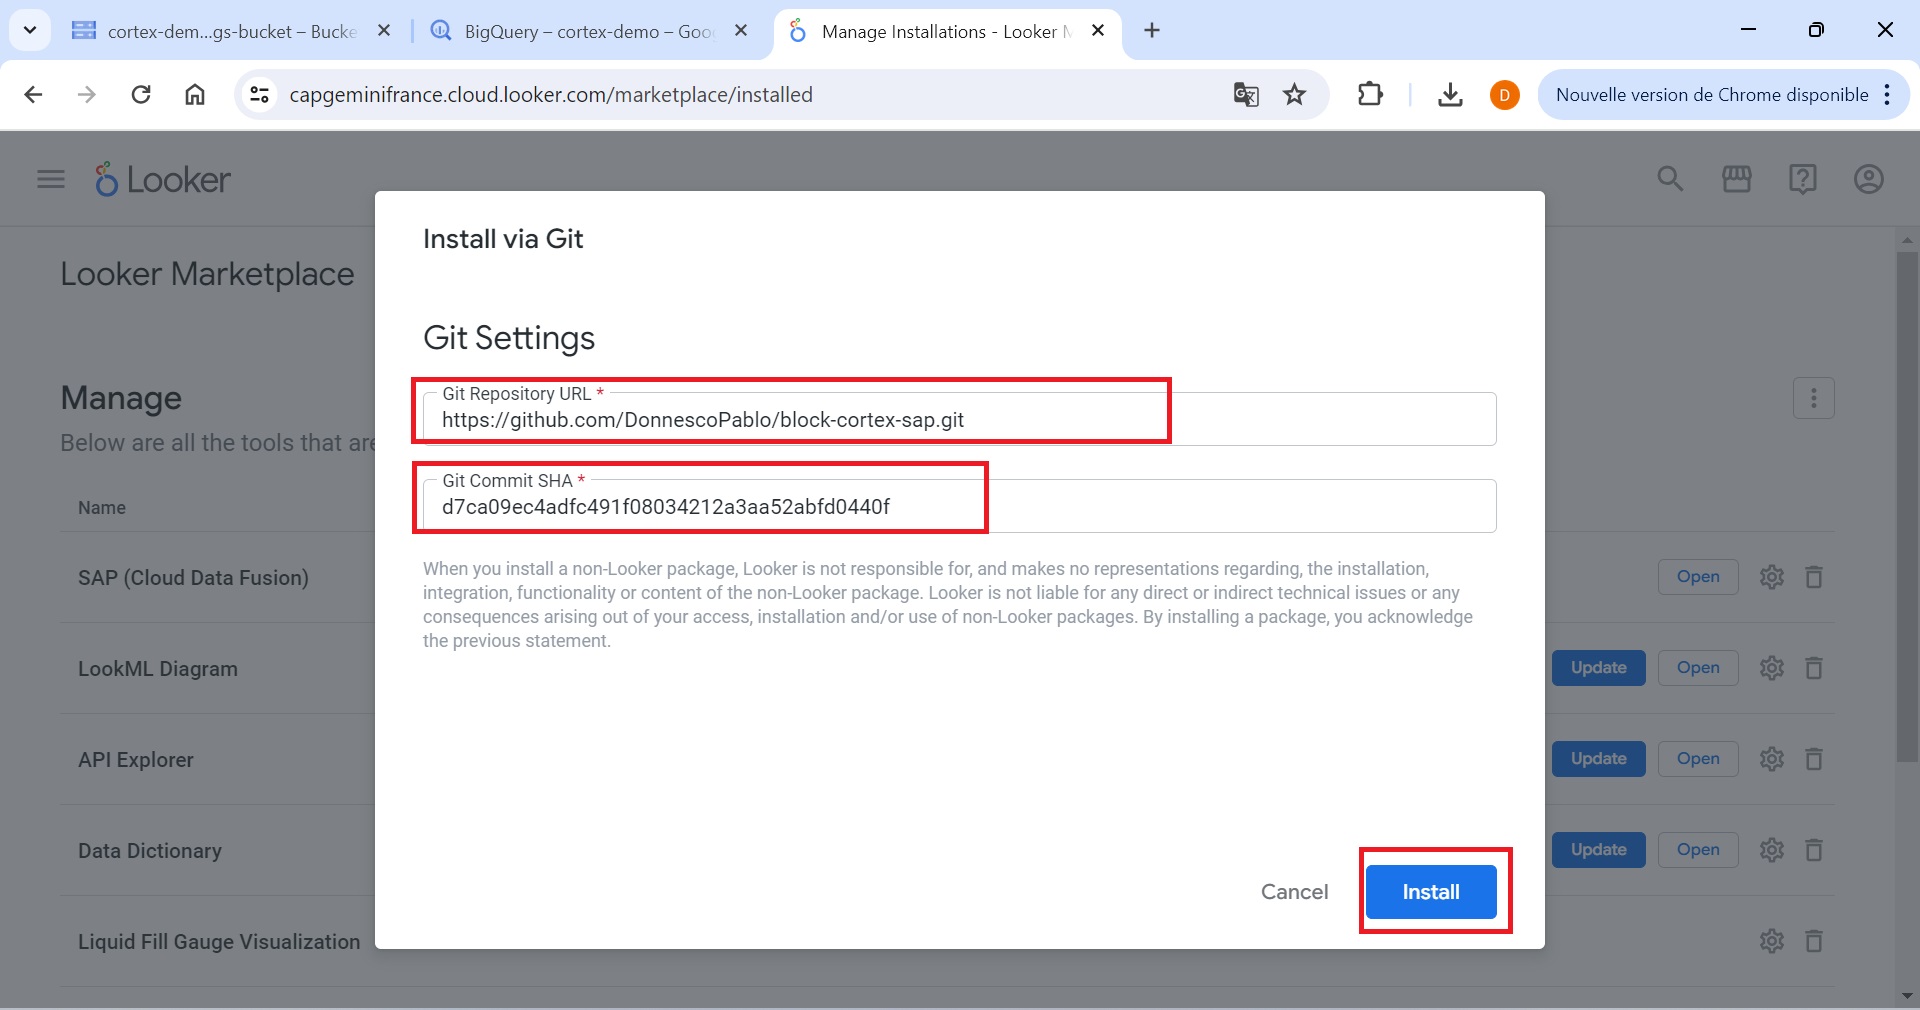 cortex-dem...gs-bucket – Bucke
BigQuery – cortex-demo – Goo
Manage Installations - Looker M
capgeminifrance.cloud.looker.com/marketplace/installed
D
Nouvelle version de Chrome disponible
Looker
Install via Git
Looker Marketplace
Git Settings
Manage
Git Repository URL *
https://github.com/DonnescoPablo/block-cortex-sap.git
Below are all the tools that are
Git Commit SHA *
d7ca09ec4adfc491f08034212a3aa52abfd0440f
Name
When you install a non-Looker package, Looker is not responsible for, and makes no representations regarding, the installation,
integration, functionality or content of the non-Looker package. Looker is not liable for any direct or indirect technical issues or any
consequences arising out of your access, installation and/or use of non-Looker packages. By installing a package, you acknowledge
the previous statement.
SAP (Cloud Data Fusion)
Open
LookML Diagram
Update
Open
API Explorer
Update
Open
Data Dictionary
Update
Open
Cancel
Install
Liquid Fill Gauge Visualization